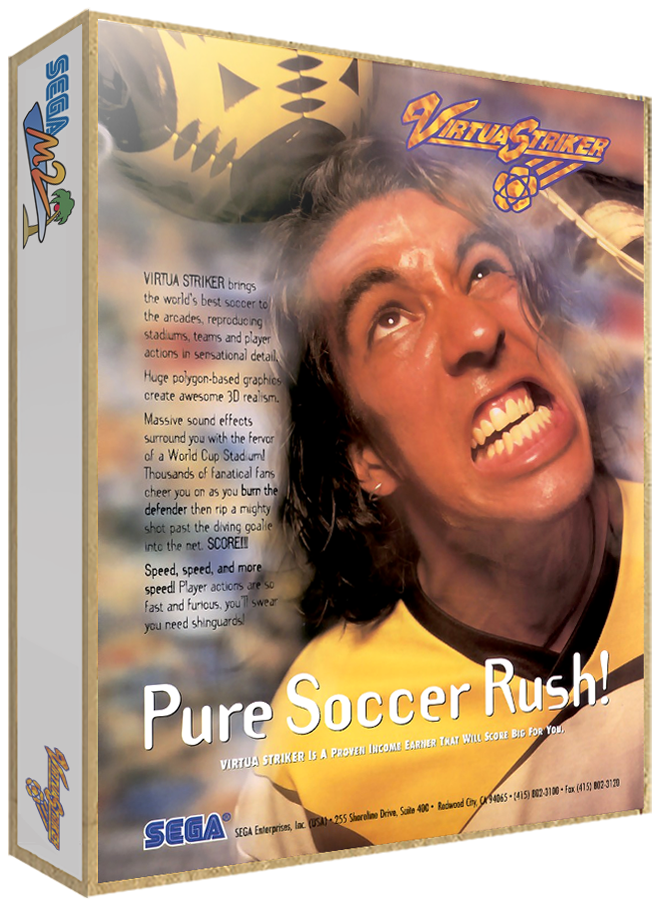 SEGA
M2
VIRTUA STRIKER
VIRTUA STRIKER
VIRTUA STRIKER brings
the world's best soccer to
the arcades, reproducing
stadiums, teams and player
actions in sensational detail.
Huge polygon-based graphics
create awesome 3D realism.
Massive sound effects
surround you with the fervor
of a World Cup Stadium!
Thousands of fanatical fans
cheer you on as you burn the
defender then rip a mighty
shot past the diving goalie
into the net. SCORE!!!
Speed, speed, and more
speed! Player actions are so
fast and furious, you'll swear
you need shinguards!
Pure Soccer Rush!
VIRTUA STRIKER IS A PROVEN INCOME EARNER THAT WILL SCORE BIG FOR YOU.
SEGA® SEGA Enterprises, Inc. (USA) • 255 Shoreline Drive, Suite 400 • Redwood City, CA 94065 • (415) 802-3100 • Fax (415) 802-3120